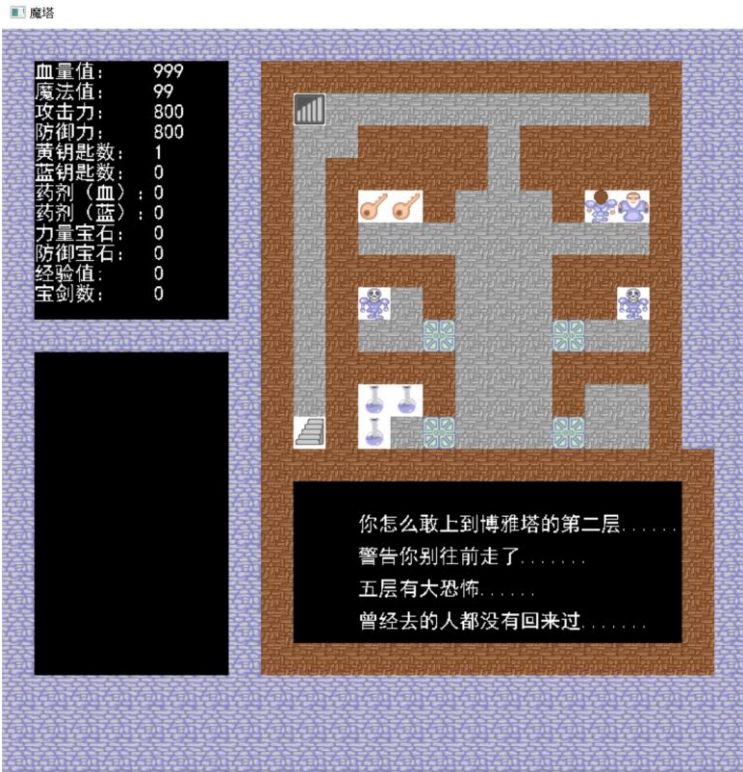 魔塔
血量值: 999
魔法值: 99
攻击力: 800
防御力: 800
黄钥匙数: 1
蓝钥匙数: 0
药剂（血）: 0
药剂（蓝）: 0
力量宝石: 0
防御宝石: 0
经验值: 0
宝剑数: 0
你怎么敢上到博雅塔的第二层......
警告你别往前走了.......
五层有大恐怖......
曾经去的人都没有回来过.......